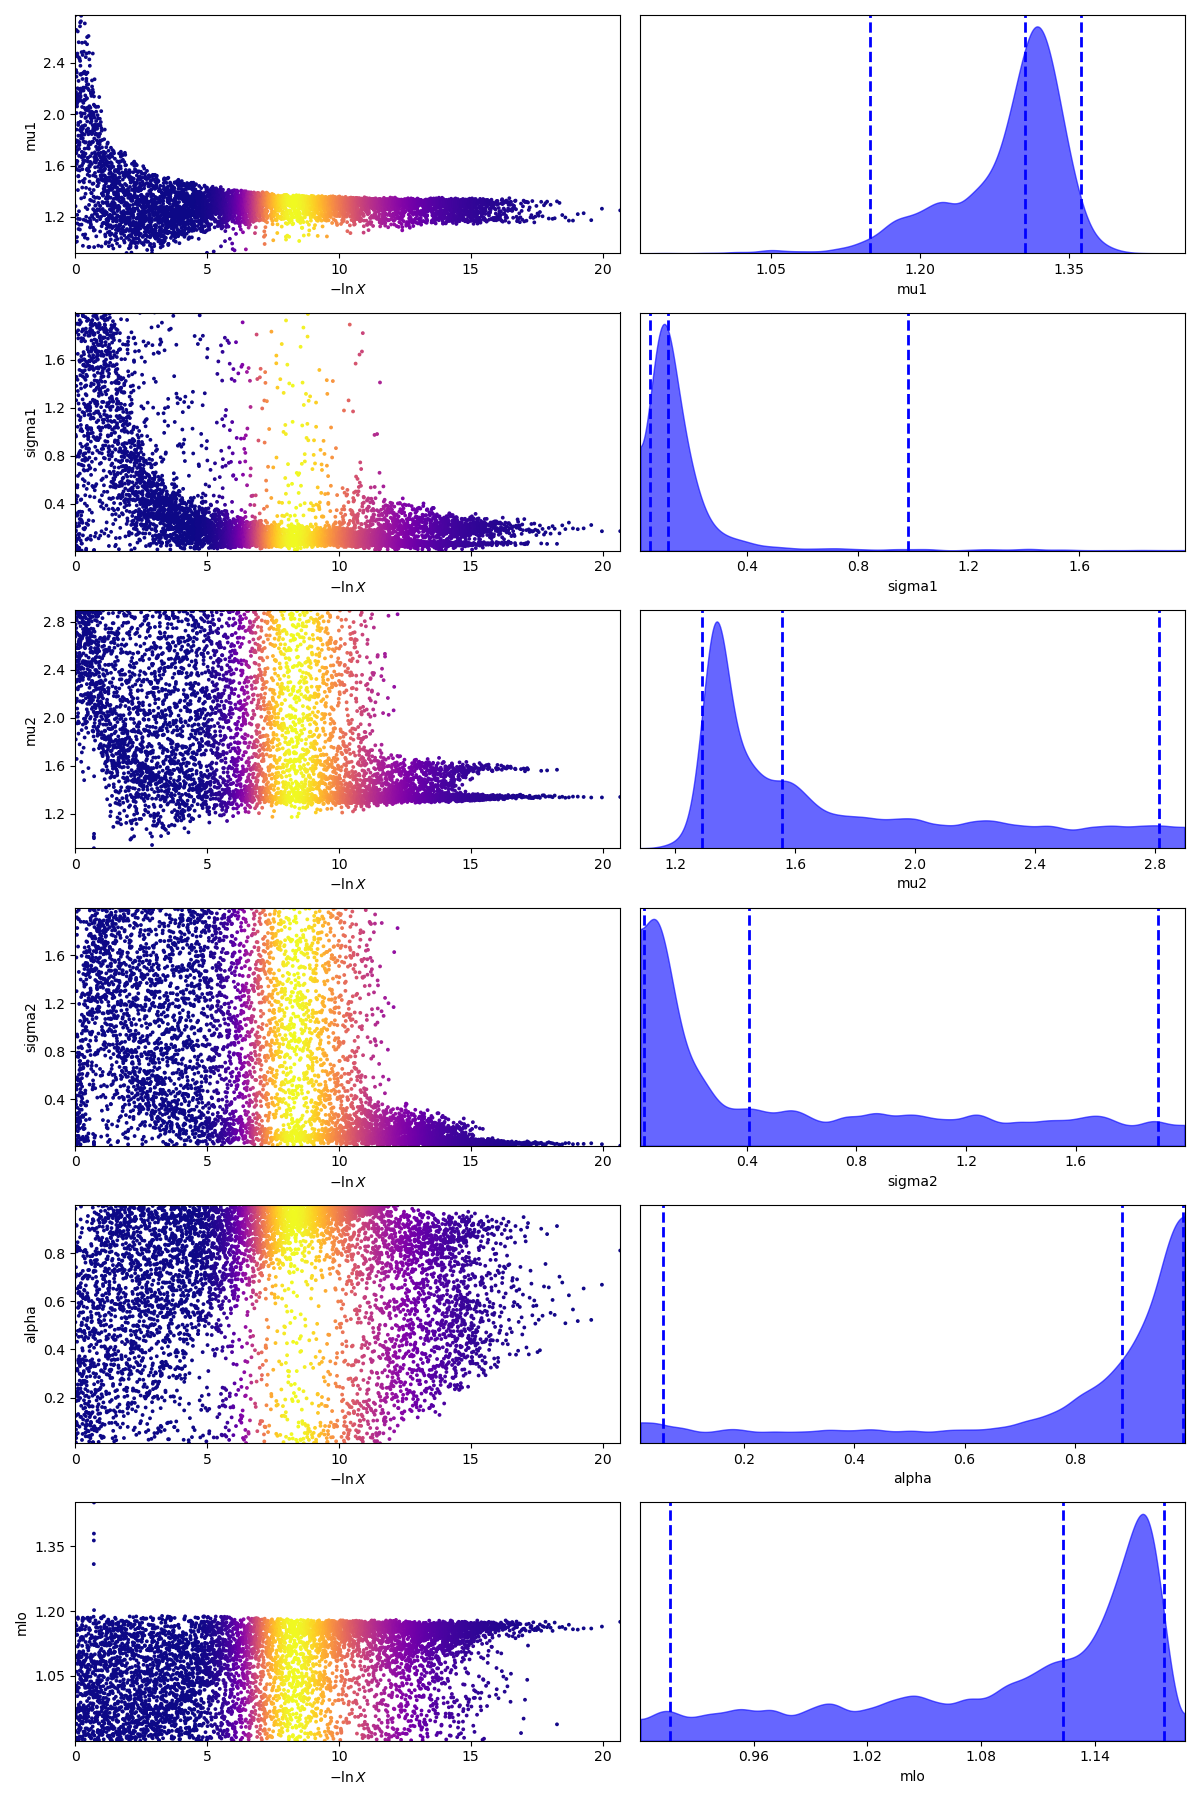 2.4
2.0
1.6
1.2
mu1
0 5 10 15 20
−ln X
1.05 1.20 1.35
mu1
1.6
1.2
0.8
0.4
sigma1
0 5 10 15 20
−ln X
0.4 0.8 1.2 1.6
sigma1
2.8
2.4
2.0
1.6
1.2
mu2
0 5 10 15 20
−ln X
1.2 1.6 2.0 2.4 2.8
mu2
1.6
1.2
0.8
0.4
sigma2
0 5 10 15 20
−ln X
0.4 0.8 1.2 1.6
sigma2
0.8
0.6
0.4
0.2
alpha
0 5 10 15 20
−ln X
0.2 0.4 0.6 0.8
alpha
1.35
1.20
1.05
mlo
0 5 10 15 20
−ln X
0.96 1.02 1.08 1.14
mlo